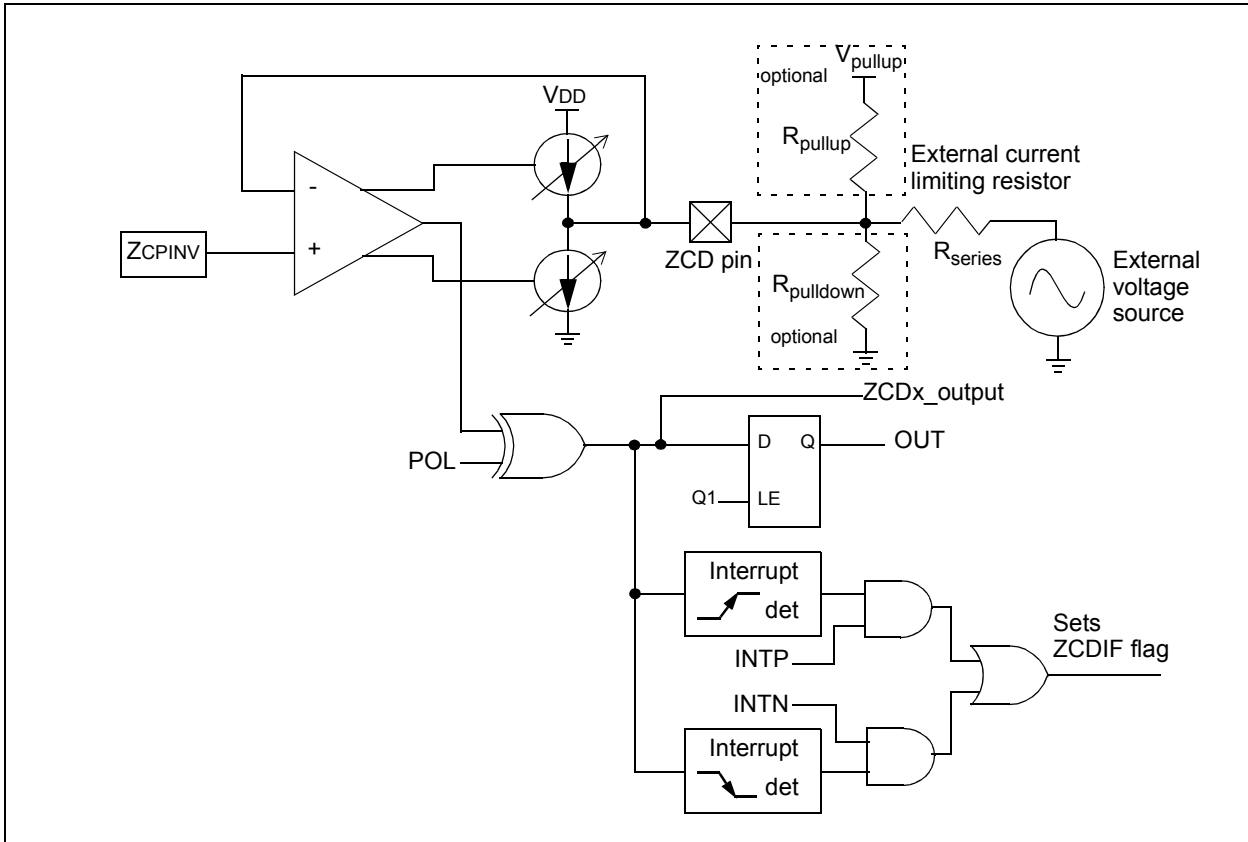 optional
Vpullup
VDD
Rpullup
External current
limiting resistor
-
+
ZCPINV
ZCD pin
Rpulldown
optional
Rseries
External
voltage
source
ZCDx_output
POL
D
Q
OUT
Q1
LE
Interrupt
det
INTP
Sets
ZCDIF flag
INTN
Interrupt
det